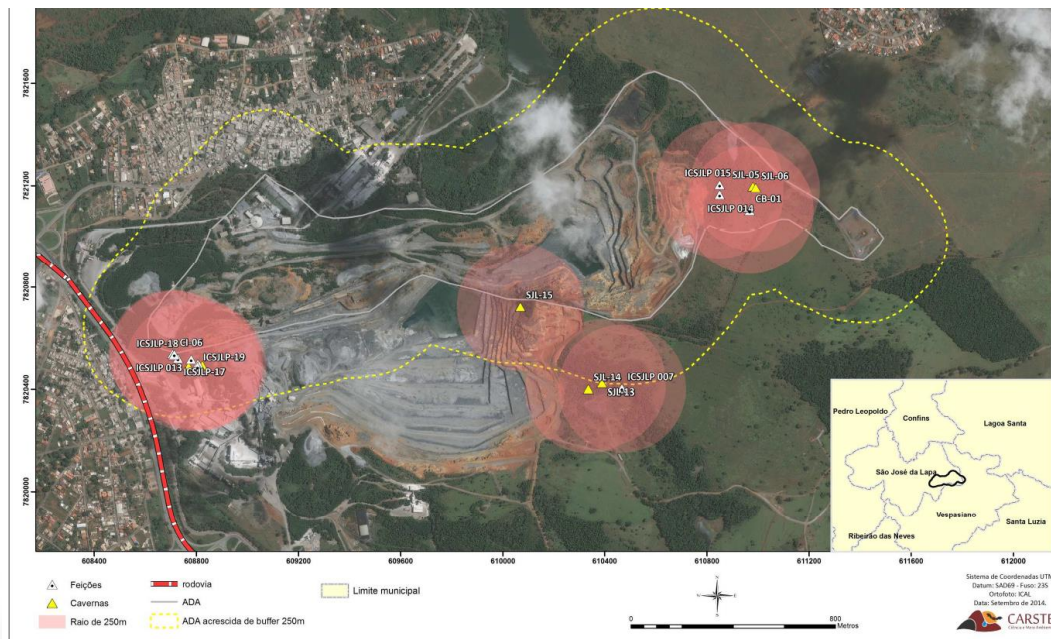 7821600
7821200
7820800
7820400
7820000
ICSJLP 015
SJL-05
SJL-06
CB-01
ICSJLP 014
SJL-15
ICSJLP-18
CI-06
ICSJLP-19
ICSJLP 013
ICSJLP-17
SJL-14
ICSJLP 007
SJL-13
Pedro Leopoldo
Confins
Lagoa Santa
São José da Lapa
Vespasiano
Santa Luzia
Ribeirão das Neves
608400
608800
609200
609600
610000
610400
610800
611200
611600
612000
Feições
Cavernas
Raio de 250m
rodovia
ADA
ADA acrescida de buffer 250m
Limite municipal
0
800
Metros
Sistema de Coordenadas UTM
Datum: SAD69 - Fuso: 23S
Ortofoto: ICAL
Data: Setembro de 2014.
CARSTE